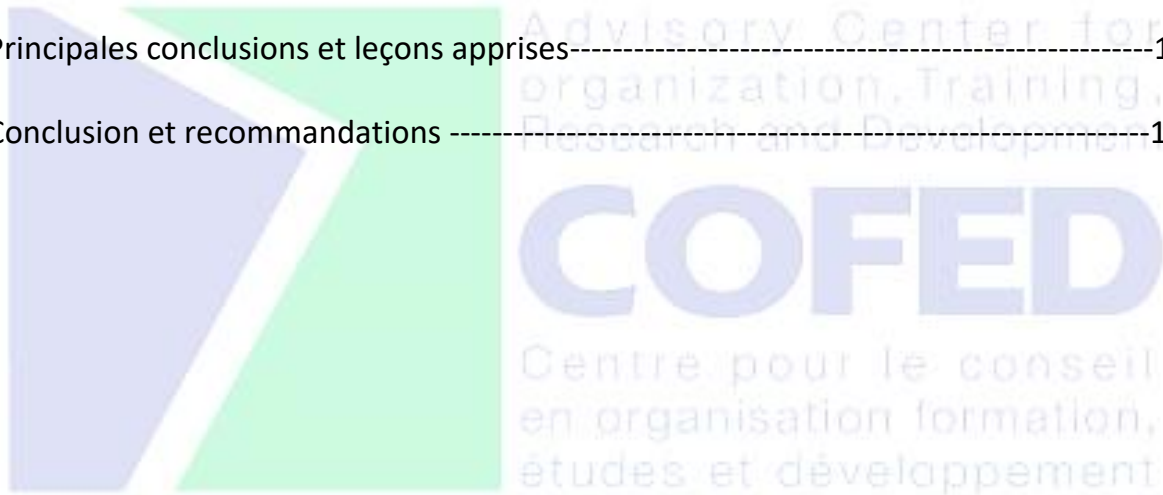 Advisory Center for
Principales conclusions et leçons apprises-----------------------------------------------------1
organization, Training,
Conclusion et recommandations ----------------------------------------------------------------1
Research and Development
COFED
Centre pour le conseil
en organisation formation,
études et développement